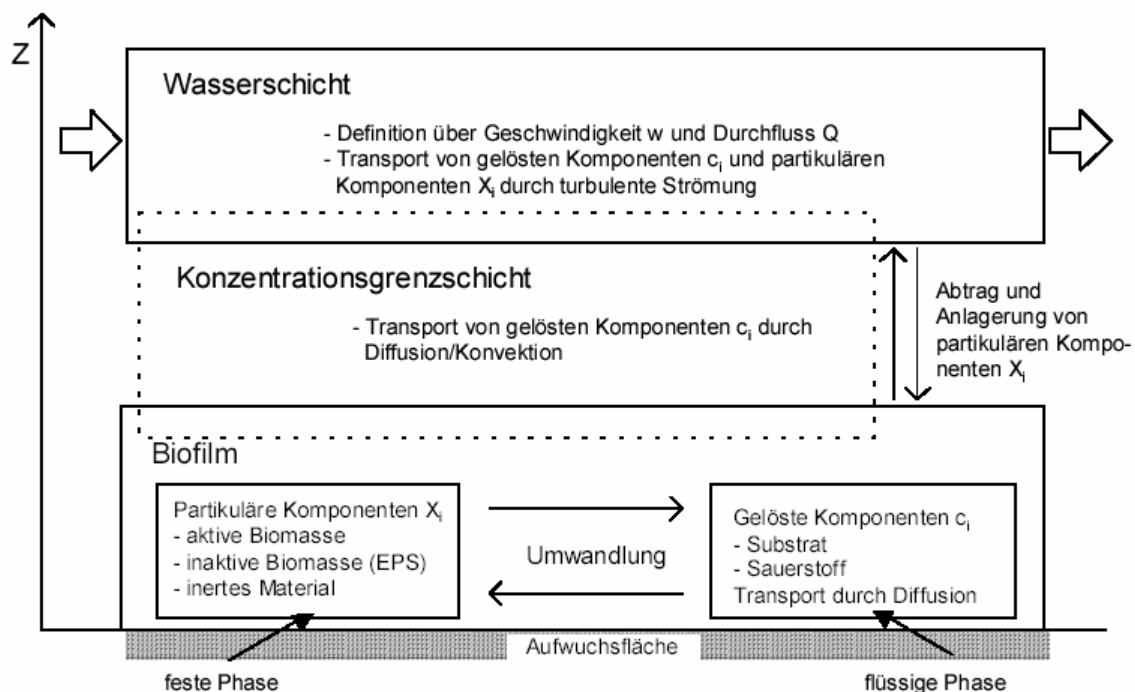 Z
Wasserschicht
- Definition über Geschwindigkeit w und Durchfluss Q
- Transport von gelösten Komponenten cᵢ und partikulären
Komponenten Xᵢ durch turbulente Strömung
Konzentrationsgrenzschicht
- Transport von gelösten Komponenten cᵢ durch
Diffusion/Konvektion
Abtrag und
Anlagerung von
partikulären Kompo-
nenten Xᵢ
Biofilm
Partikuläre Komponenten Xᵢ
- aktive Biomasse
- inaktive Biomasse (EPS)
- inertes Material
Umwandlung
Gelöste Komponenten cᵢ
- Substrat
- Sauerstoff
Transport durch Diffusion
Aufwuchsfläche
feste Phase
flüssige Phase